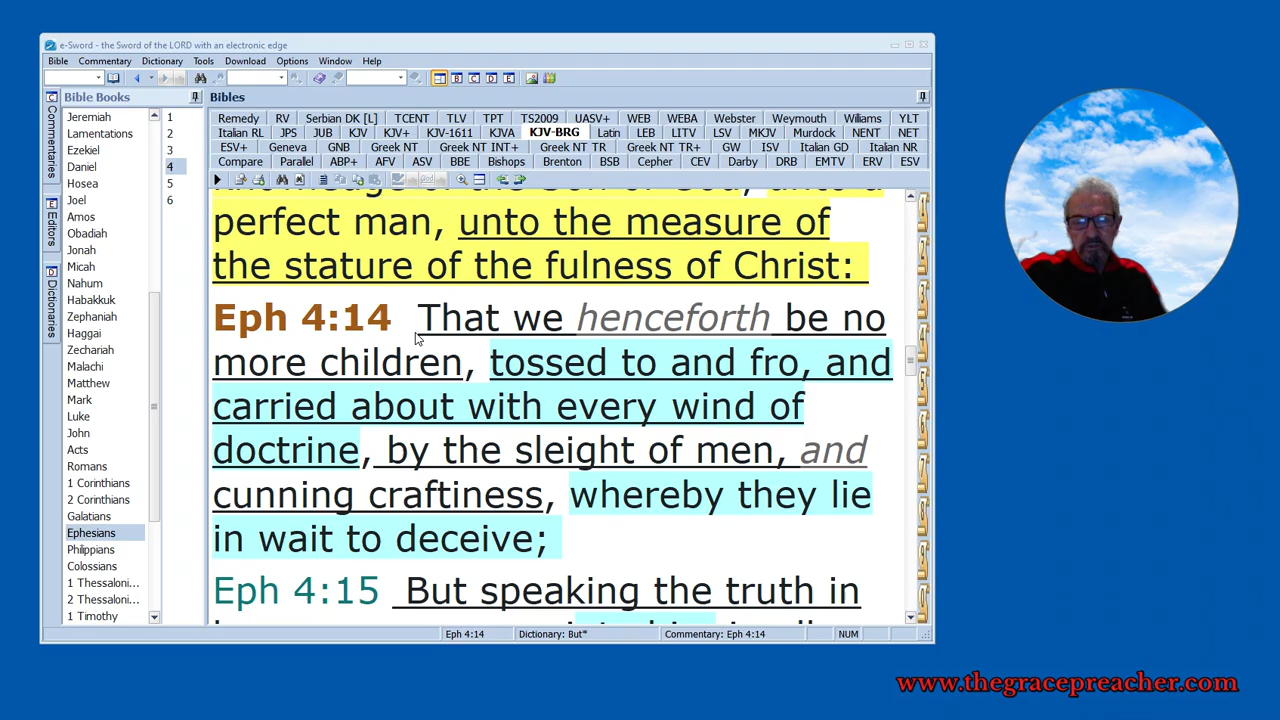 e-Sword - the Sword of the LORD with an electronic edge
Bible Commentary Dictionary Tools Download Options Window Help
Bible Books
Bibles
Commentaries
Editors
Dictionaries
Jeremiah
Lamentations
Ezekiel
Daniel
Hosea
Joel
Amos
Obadiah
Jonah
Micah
Nahum
Habakkuk
Zephaniah
Haggai
Zechariah
Malachi
Matthew
Mark
Luke
John
Acts
Romans
1 Corinthians
2 Corinthians
Galatians
Ephesians
Philippians
Colossians
1 Thessaloni...
2 Thessaloni...
1 Timothy
1
2
3
4
5
6
Remedy RV Serbian DK [L] TCENT TLV TPT TS2009 UASV+ WEB WEBA Webster Weymouth Williams YLT
Italian RL JPS JUB KJV KJV+ KJV-1611 KJVA KJV-BRG Latin LEB LITV LSV MKJV Murdock NENT NET
ESV+ Geneva GNB Greek NT Greek NT INT+ Greek NT TR Greek NT TR+ GW ISV Italian GD Italian NR
Compare Parallel ABP+ AFV ASV BBE Bishops Brenton BSB Cepher CEV Darby DRB EMTV ERV ESV
perfect man, unto the measure of
the stature of the fulness of Christ:
Eph 4:14 That we henceforth be no
more children, tossed to and fro, and
carried about with every wind of
doctrine, by the sleight of men, and
cunning craftiness, whereby they lie
in wait to deceive;
Eph 4:15 But speaking the truth in
Eph 4:14 Dictionary: But* Commentary: Eph 4:14 NUM
www.thegracepreacher.com